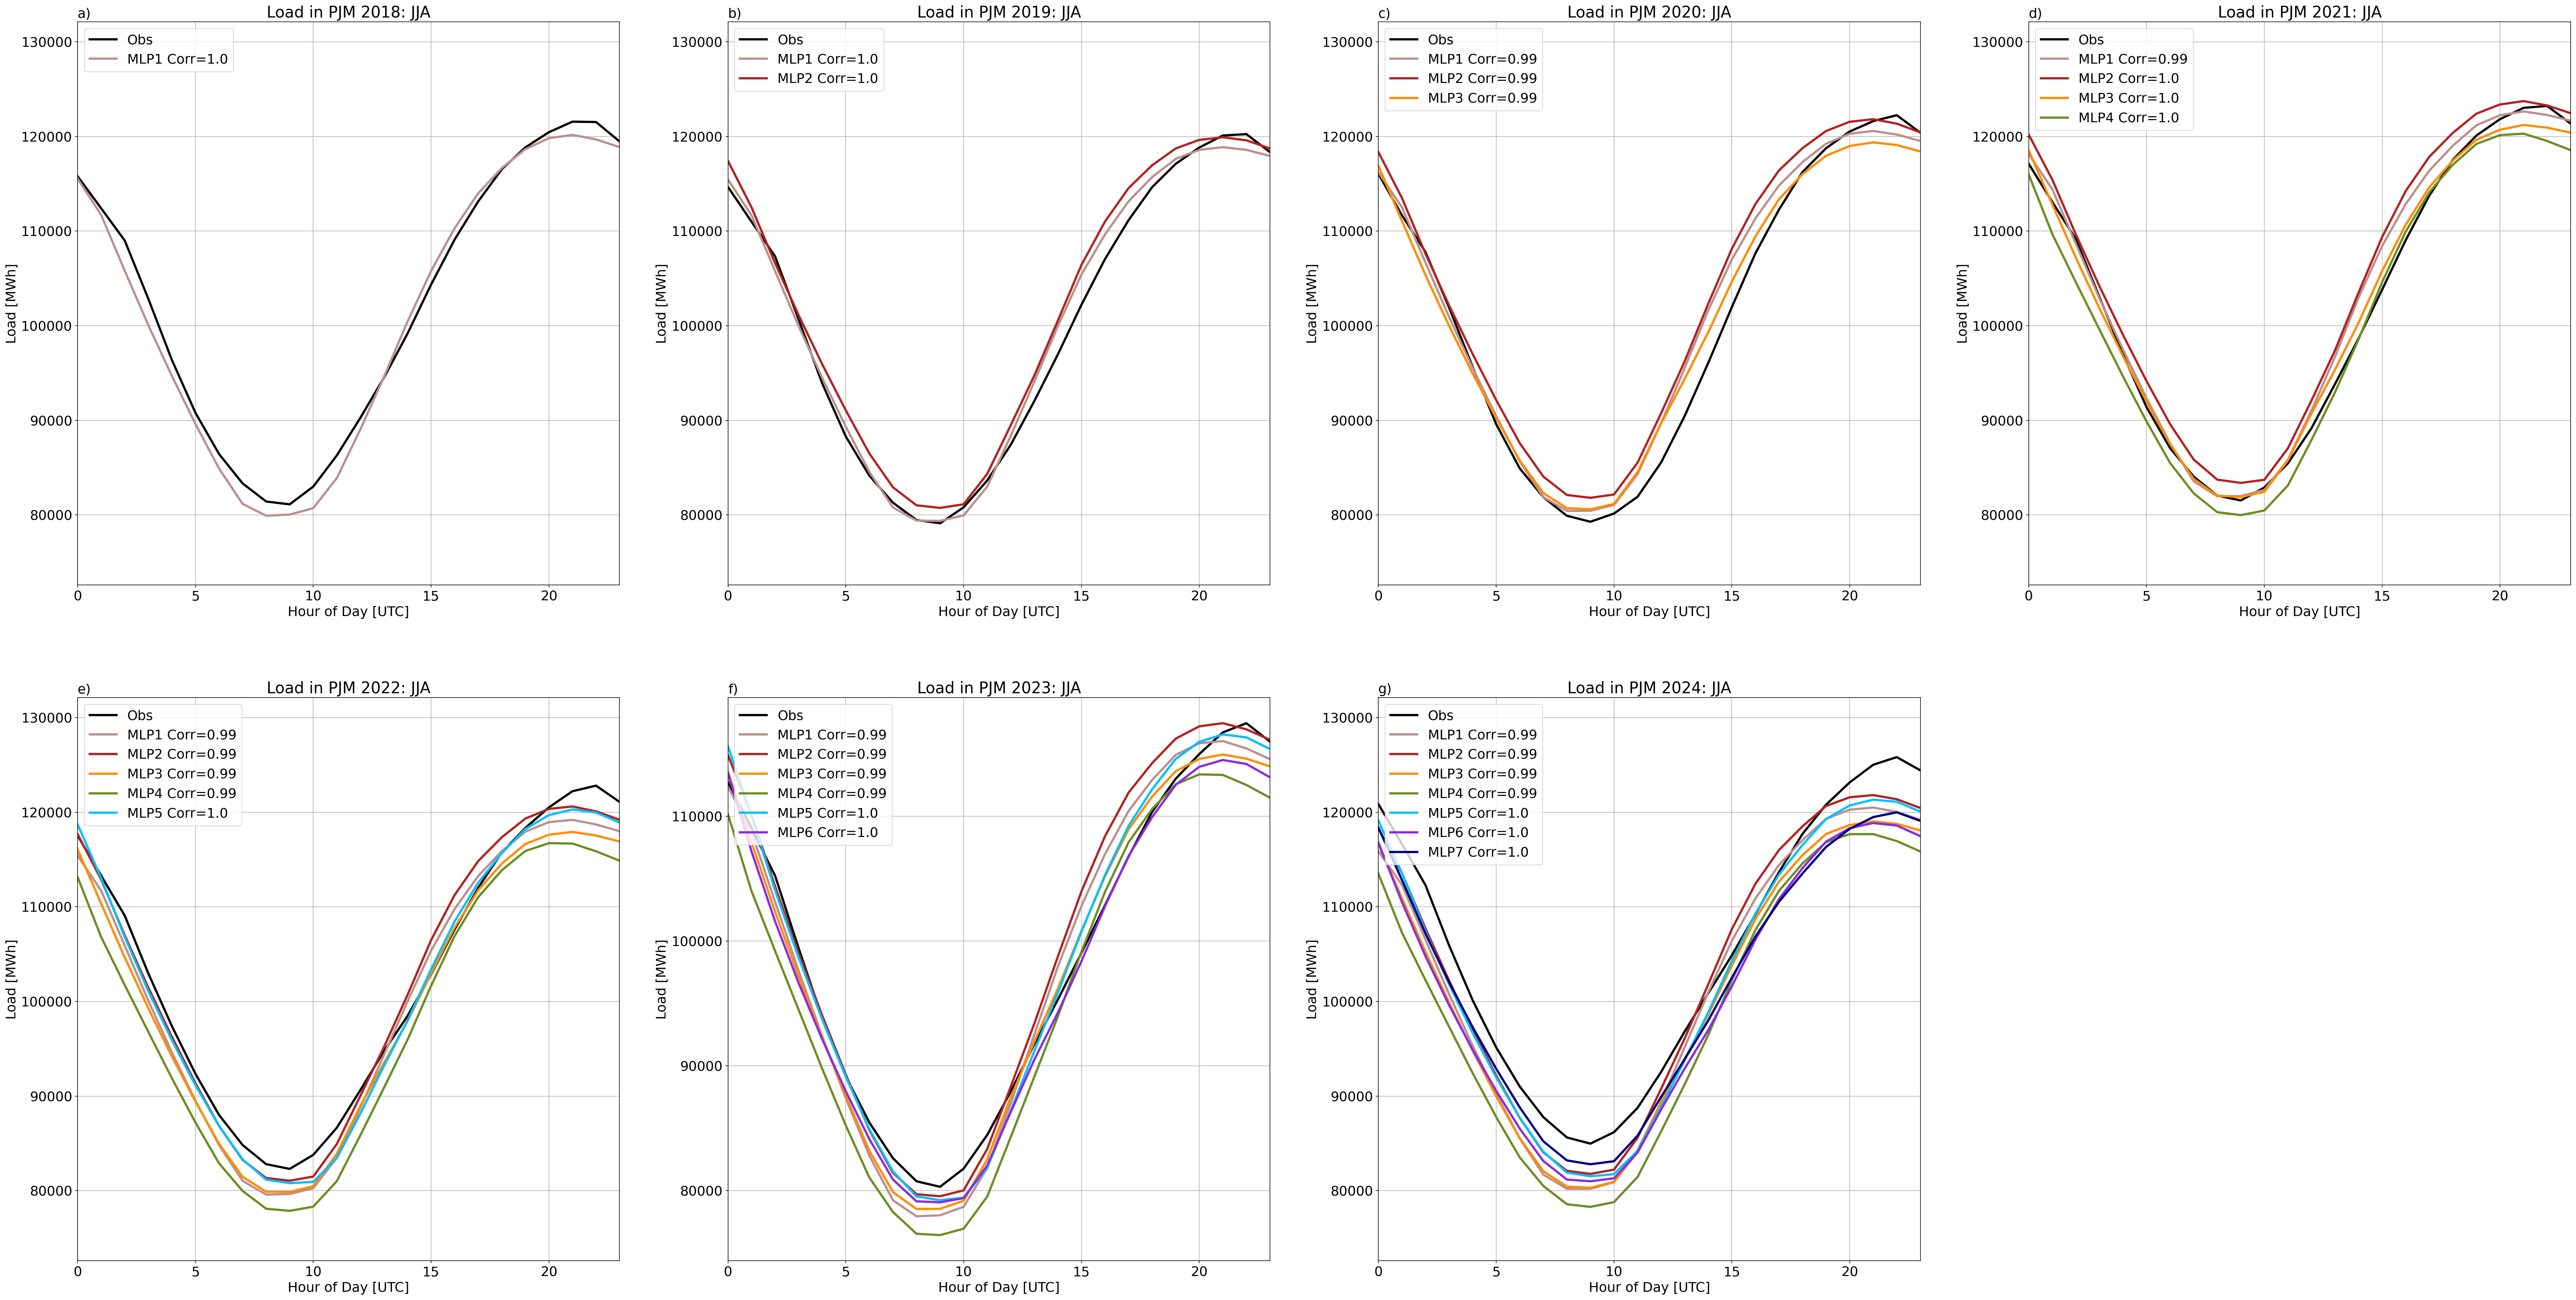 a) Load in PJM 2018: JJA
Obs
MLP1 Corr=1.0
130000
120000
110000
100000
90000
80000
Load [MWh]
0 5 10 15 20
Hour of Day [UTC]
b) Load in PJM 2019: JJA
Obs
MLP1 Corr=1.0
MLP2 Corr=1.0
130000
120000
110000
100000
90000
80000
Load [MWh]
0 5 10 15 20
Hour of Day [UTC]
c) Load in PJM 2020: JJA
Obs
MLP1 Corr=0.99
MLP2 Corr=0.99
MLP3 Corr=0.99
130000
120000
110000
100000
90000
80000
Load [MWh]
0 5 10 15 20
Hour of Day [UTC]
d) Load in PJM 2021: JJA
Obs
MLP1 Corr=0.99
MLP2 Corr=1.0
MLP3 Corr=1.0
MLP4 Corr=1.0
130000
120000
110000
100000
90000
80000
Load [MWh]
0 5 10 15 20
Hour of Day [UTC]
e) Load in PJM 2022: JJA
Obs
MLP1 Corr=0.99
MLP2 Corr=0.99
MLP3 Corr=0.99
MLP4 Corr=0.99
MLP5 Corr=1.0
130000
120000
110000
100000
90000
80000
Load [MWh]
0 5 10 15 20
Hour of Day [UTC]
f) Load in PJM 2023: JJA
Obs
MLP1 Corr=0.99
MLP2 Corr=0.99
MLP3 Corr=0.99
MLP4 Corr=0.99
MLP5 Corr=1.0
MLP6 Corr=1.0
110000
100000
90000
80000
Load [MWh]
0 5 10 15 20
Hour of Day [UTC]
g) Load in PJM 2024: JJA
Obs
MLP1 Corr=0.99
MLP2 Corr=0.99
MLP3 Corr=0.99
MLP4 Corr=0.99
MLP5 Corr=1.0
MLP6 Corr=1.0
MLP7 Corr=1.0
130000
120000
110000
100000
90000
80000
Load [MWh]
0 5 10 15 20
Hour of Day [UTC]